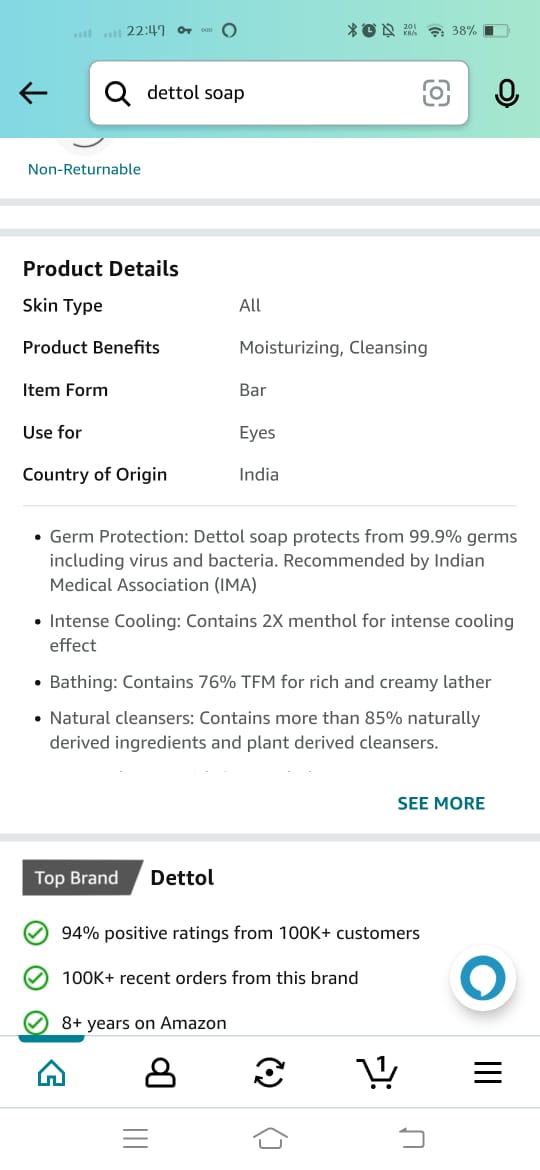 22:47
201
KB/s
38%
dettol soap
Non-Returnable
Product Details
Skin Type All
Product Benefits Moisturizing, Cleansing
Item Form Bar
Use for Eyes
Country of Origin India
• Germ Protection: Dettol soap protects from 99.9% germs
including virus and bacteria. Recommended by Indian
Medical Association (IMA)
• Intense Cooling: Contains 2X menthol for intense cooling
effect
• Bathing: Contains 76% TFM for rich and creamy lather
• Natural cleansers: Contains more than 85% naturally
derived ingredients and plant derived cleansers.
SEE MORE
Top Brand Dettol
94% positive ratings from 100K+ customers
100K+ recent orders from this brand
8+ years on Amazon
1